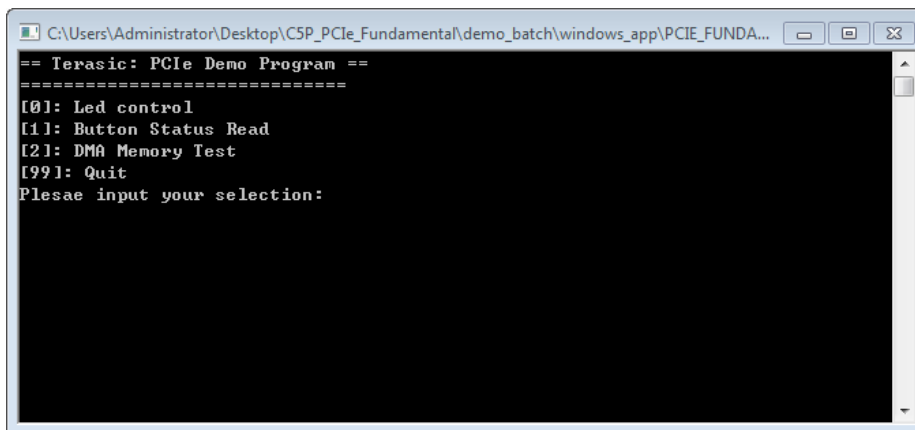 C:\Users\Administrator\Desktop\C5P_PCIe_Fundamental\demo_batch\windows_app\PCIE_FUNDA...
== Terasic: PCIe Demo Program ==
==============================
[0]: Led control
[1]: Button Status Read
[2]: DMA Memory Test
[99]: Quit
Plesae input your selection: